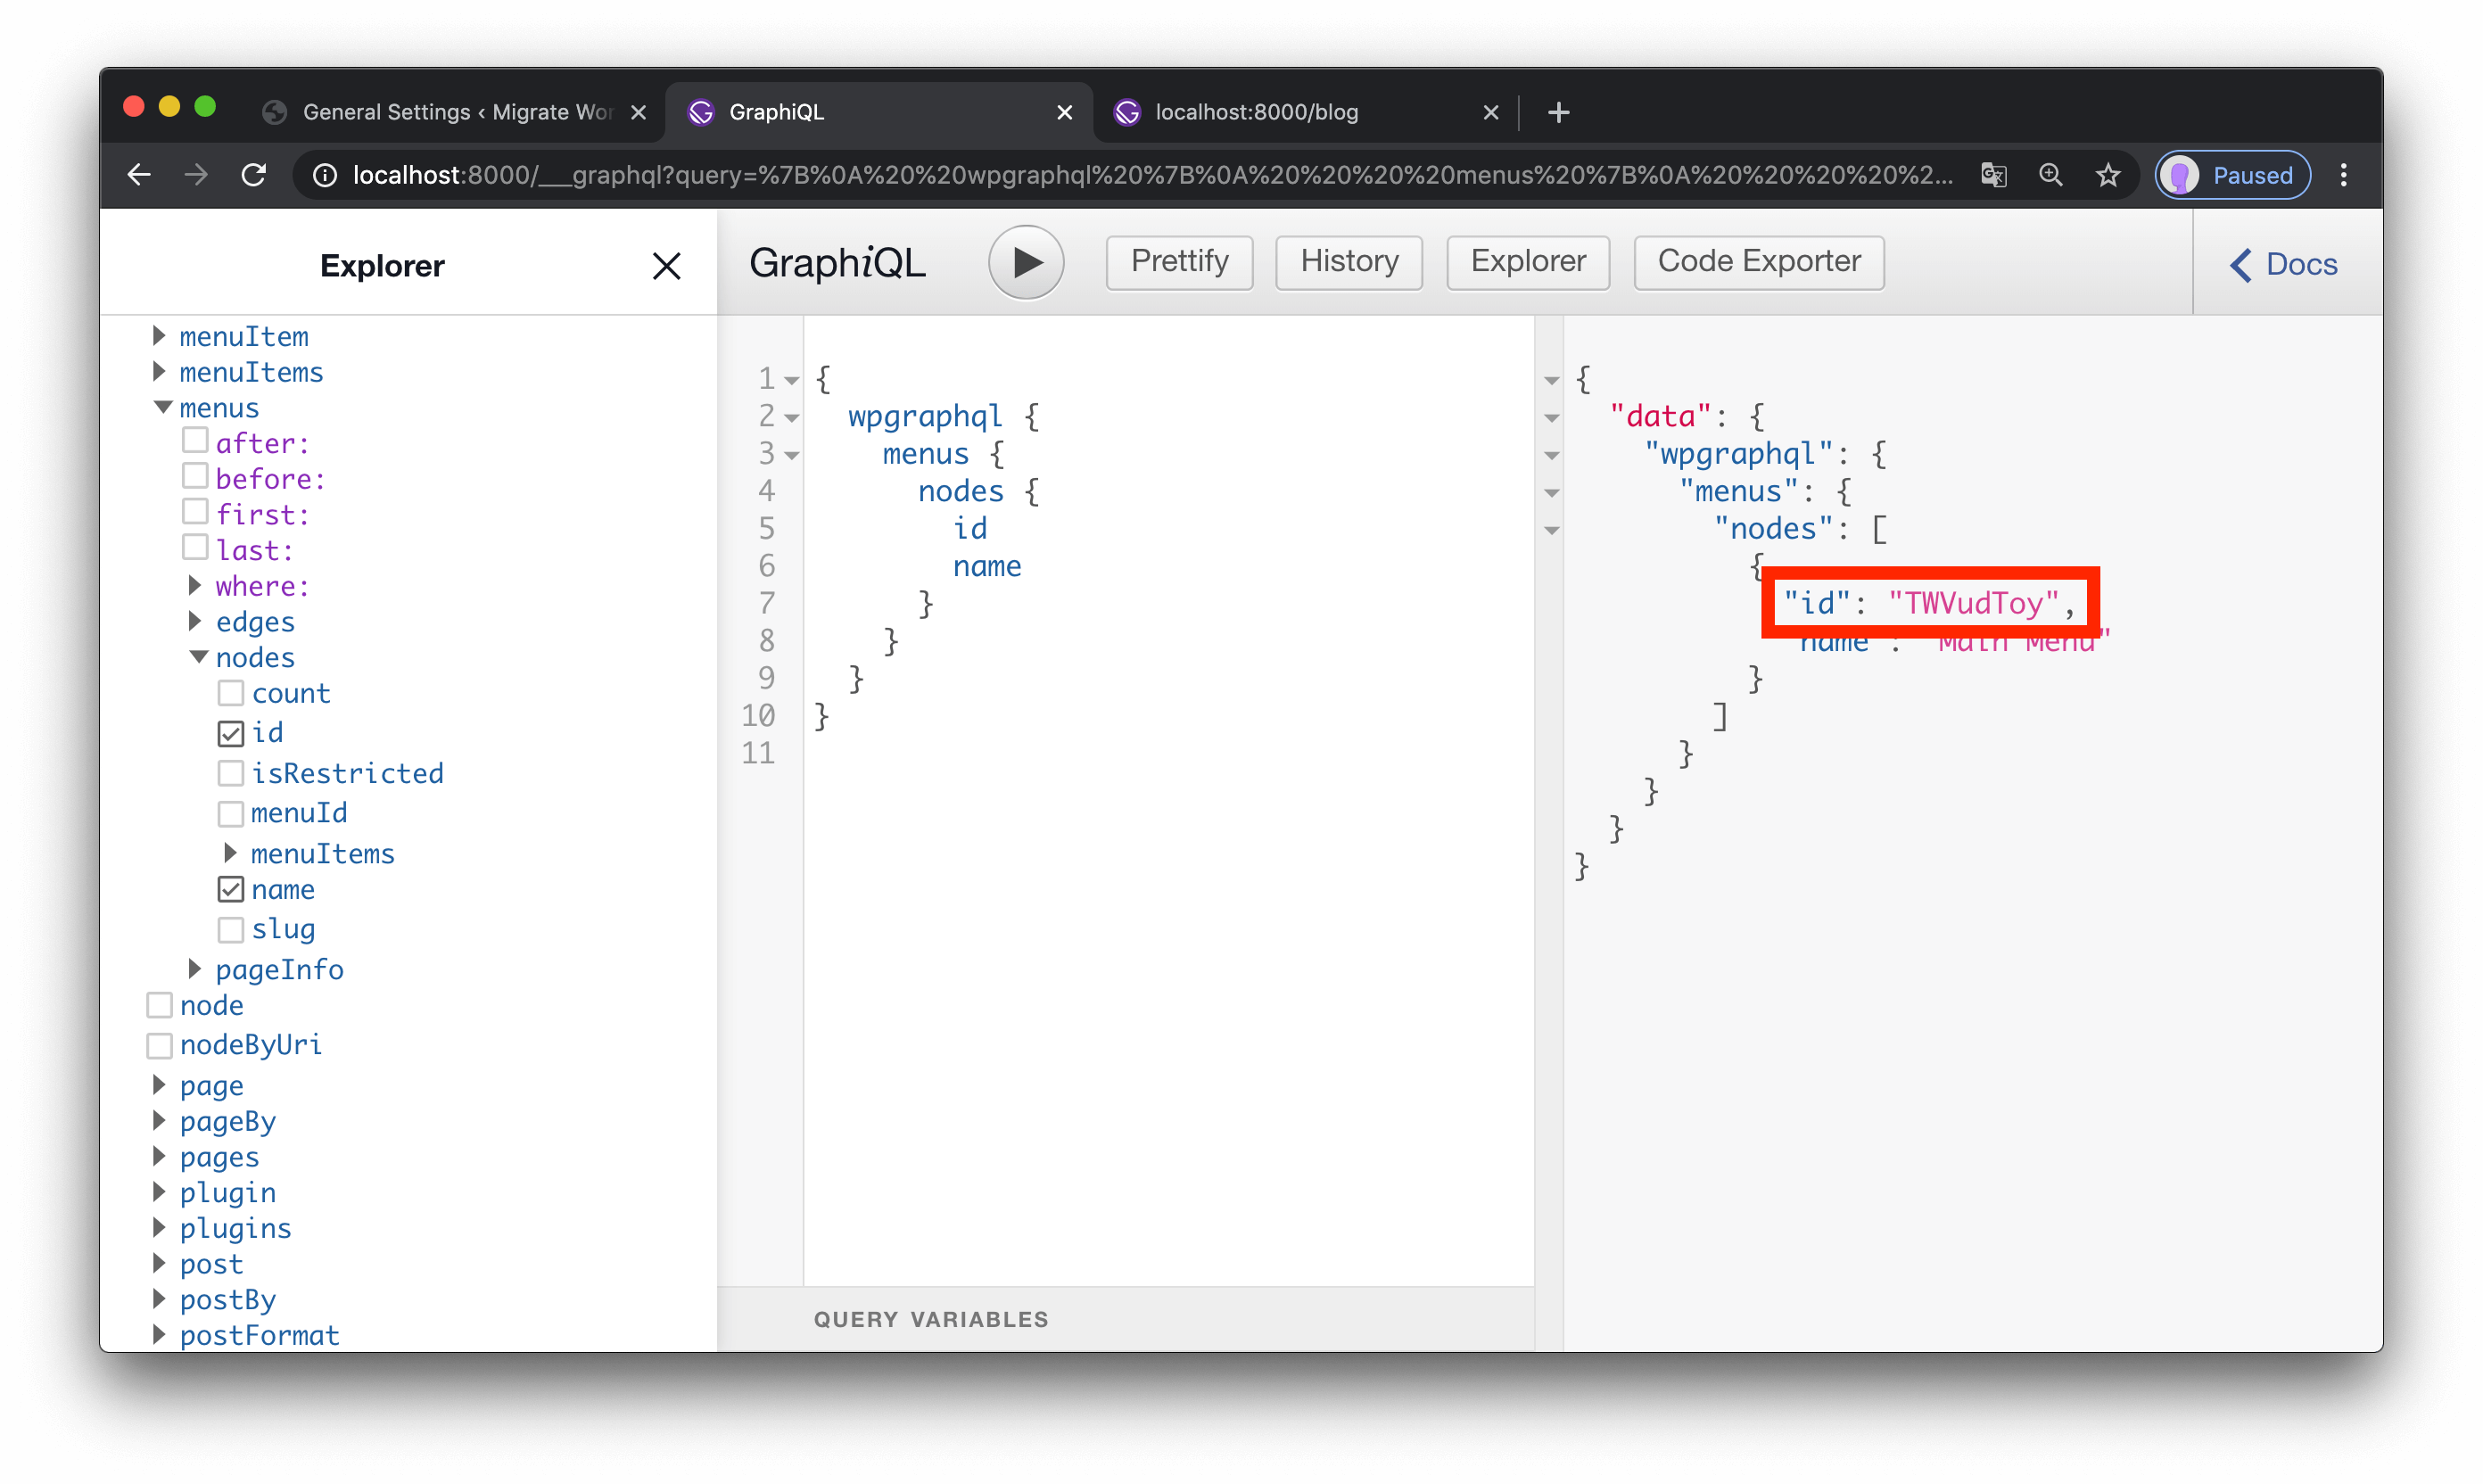 General Settings ‹ Migrate Wor
GraphiQL
localhost:8000/blog
localhost:8000/___graphql?query=%7B%0A%20%20wpgraphql%20%7B%0A%20%20%20%20menus%20%7B%0A%20%20%20%20%2...
Paused
Explorer
GraphiQL
Prettify
History
Explorer
Code Exporter
Docs
menuItem
menuItems
menus
after:
before:
first:
last:
where:
edges
nodes
count
id
isRestricted
menuId
menuItems
name
slug
pageInfo
node
nodeByUri
page
pageBy
pages
plugin
plugins
post
postBy
postFormat
1 {
2 wpgraphql {
3 menus {
4 nodes {
5 id
6 name
7 }
8 }
9 }
10 }
11
QUERY VARIABLES
{
"data": {
"wpgraphql": {
"menus": {
"nodes": [
{
"id": "TWVudToy",
"name": "Main Menu"
}
]
}
}
}
}